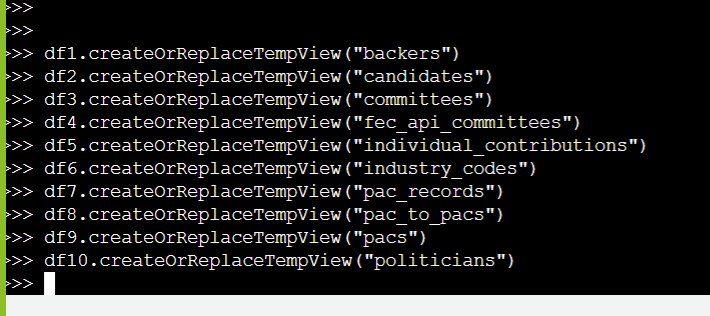 >>>
>>>
>>> df1.createOrReplaceTempView("backers")
>>> df2.createOrReplaceTempView("candidates")
>>> df3.createOrReplaceTempView("committees")
>>> df4.createOrReplaceTempView("fec_api_committees")
>>> df5.createOrReplaceTempView("individual_contributions")
>>> df6.createOrReplaceTempView("industry_codes")
>>> df7.createOrReplaceTempView("pac_records")
>>> df8.createOrReplaceTempView("pac_to_pacs")
>>> df9.createOrReplaceTempView("pacs")
>>> df10.createOrReplaceTempView("politicians")
>>>